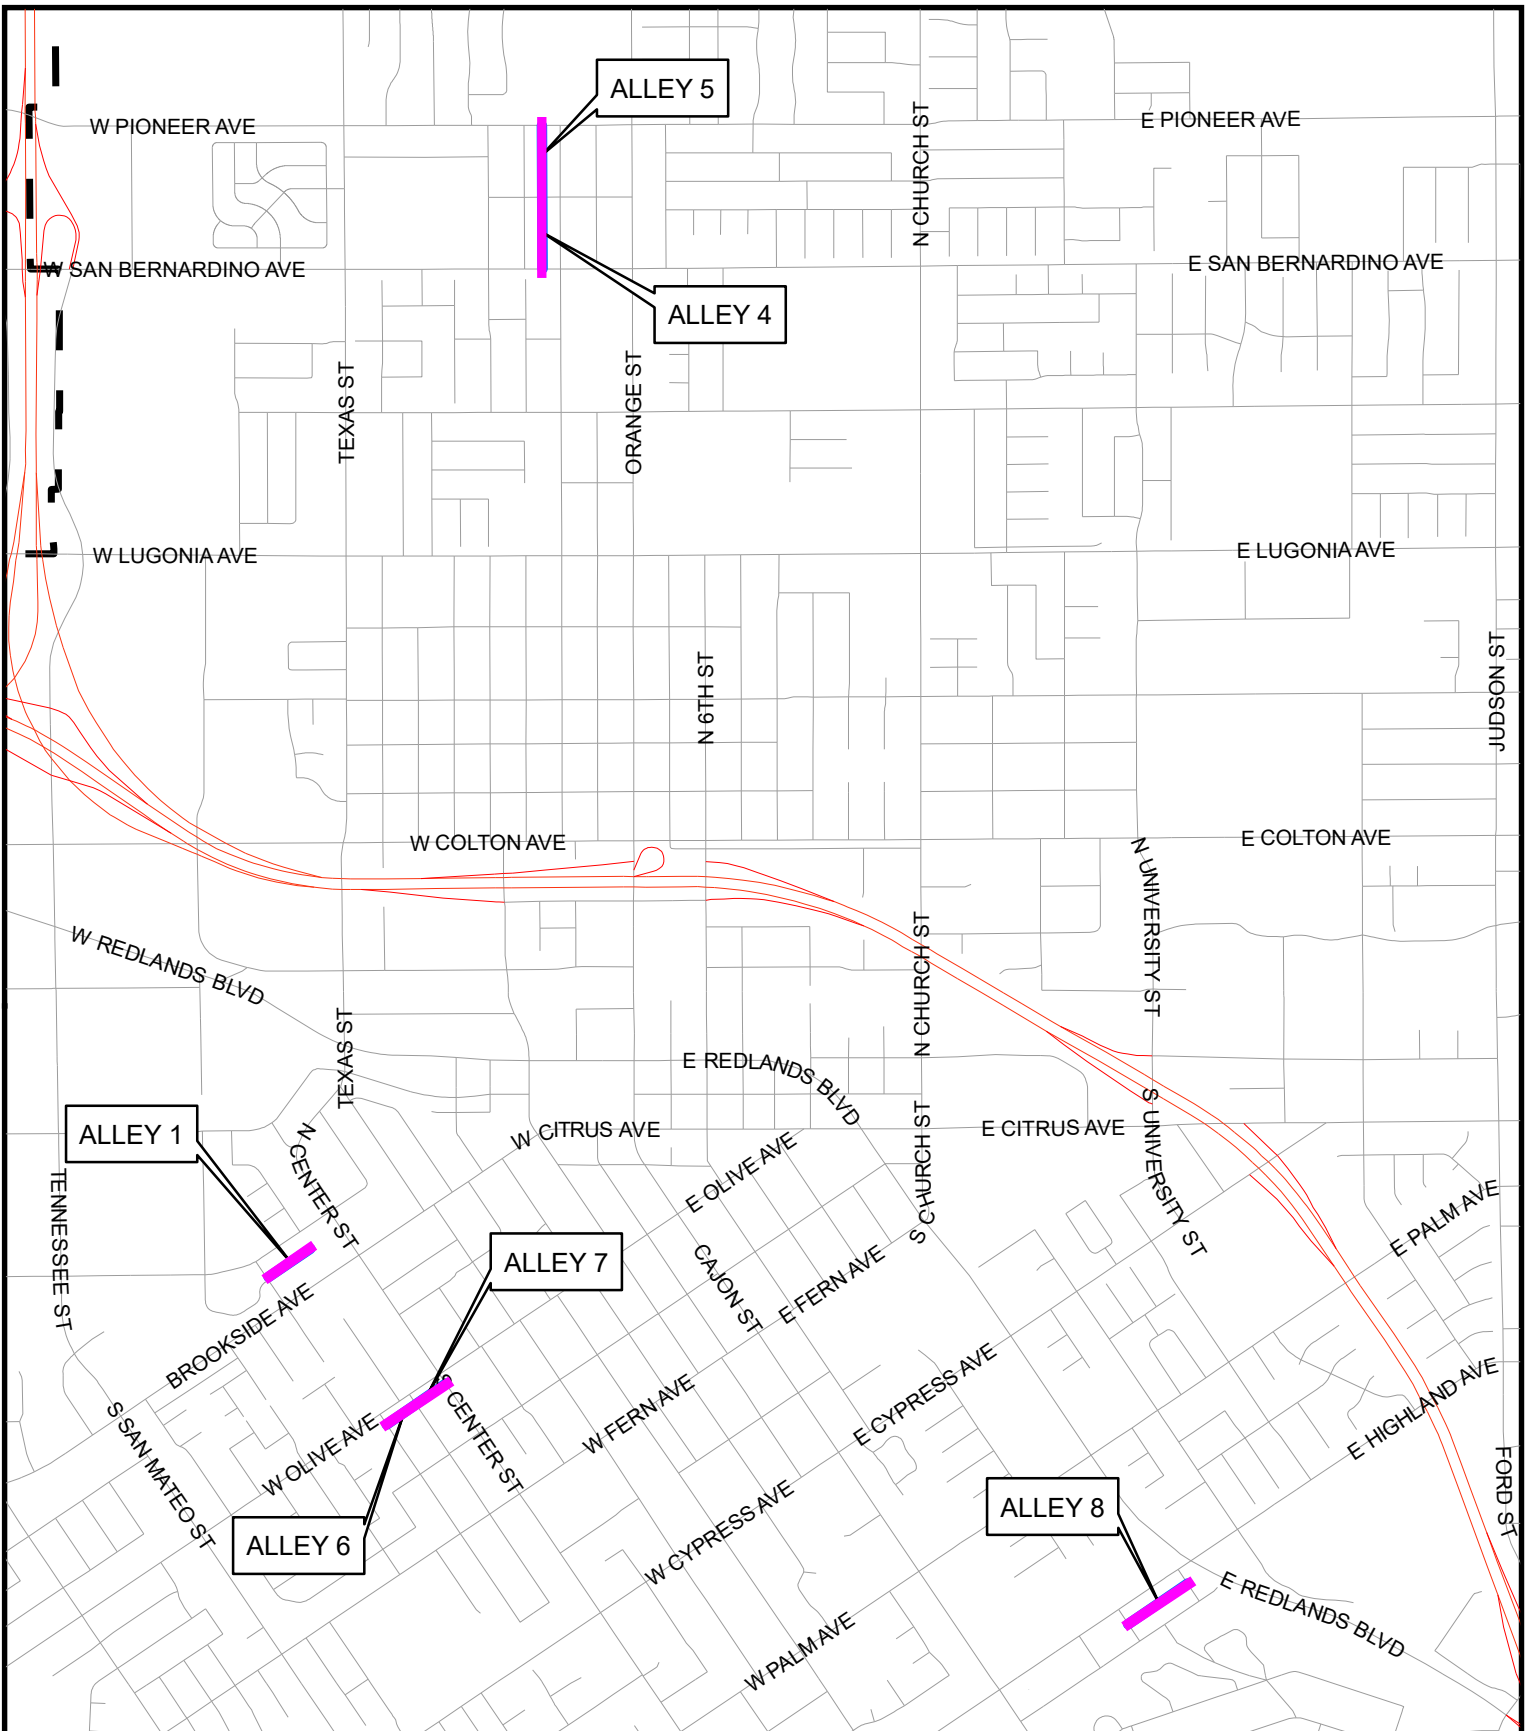 ALLEY 5
W PIONEER AVE
E PIONEER AVE
N CHURCH ST
W SAN BERNARDINO AVE
E SAN BERNARDINO AVE
ALLEY 4
TEXAS ST
ORANGE ST
W LUGONIA AVE
E LUGONIA AVE
N 6TH ST
JUDSON ST
W COLTON AVE
E COLTON AVE
N UNIVERSITY ST
W REDLANDS BLVD
N CHURCH ST
TEXAS ST
E REDLANDS BLVD
ALLEY 1
N CENTER ST
W CITRUS AVE
E CITRUS AVE
S CHURCH ST
S UNIVERSITY ST
E OLIVE AVE
TENNESSEE ST
E PALM AVE
ALLEY 7
CAJON ST
E FERN AVE
BROOKSIDE AVE
S SAN MATEO ST
W OLIVE AVE
S CENTER ST
W FERN AVE
E CYPRESS AVE
E HIGHLAND AVE
FORD ST
ALLEY 6
W CYPRESS AVE
ALLEY 8
E REDLANDS BLVD
W PALM AVE